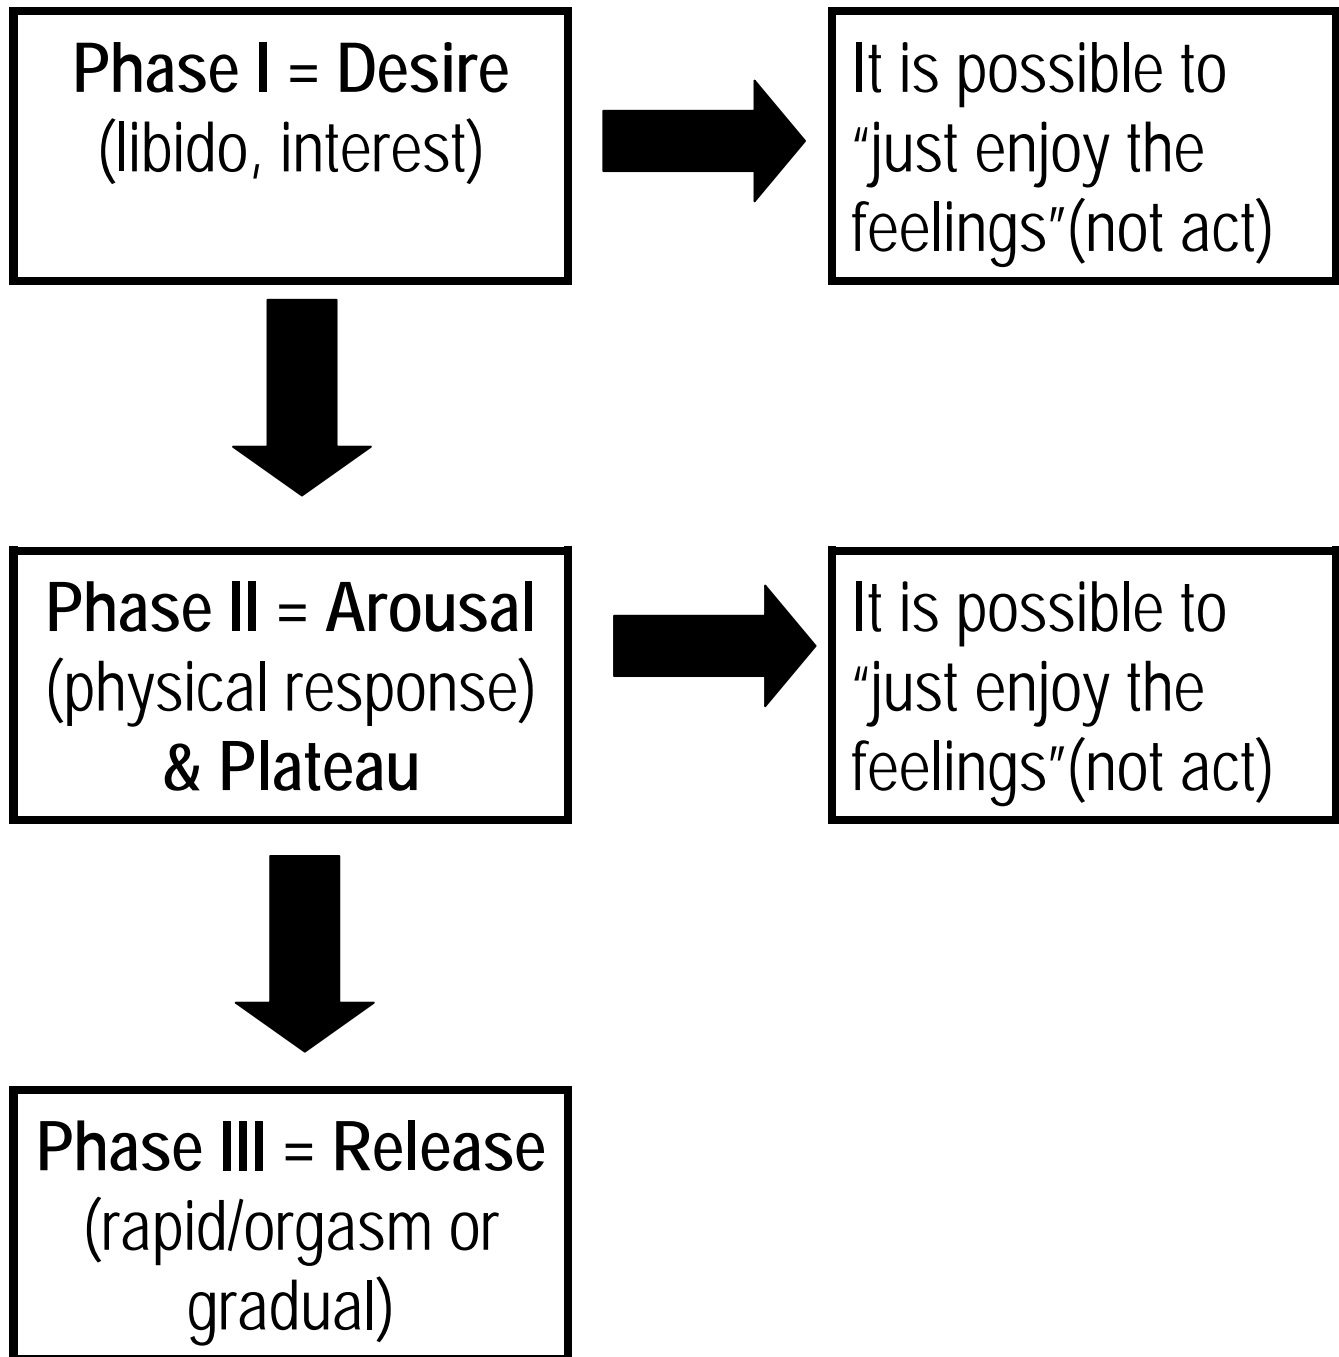 Phase I = Desire
(libido, interest)
It is possible to
“just enjoy the
feelings”(not act)
Phase II = Arousal
(physical response)
& Plateau
It is possible to
“just enjoy the
feelings”(not act)
Phase III = Release
(rapid/orgasm or
gradual)